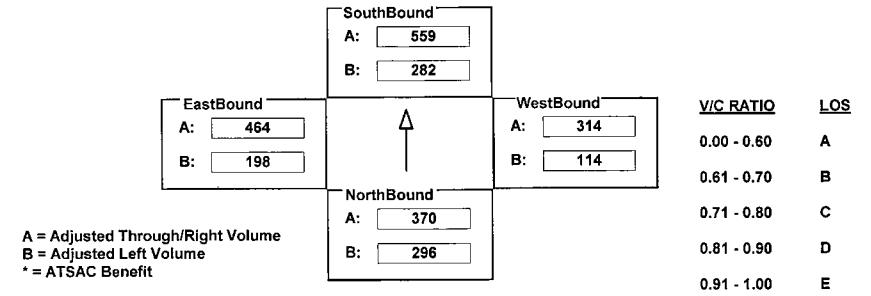 SouthBound
A: 559
B: 282
EastBound
A: 464
B: 198
WestBound
A: 314
B: 114
NorthBound
A: 370
B: 296
A = Adjusted Through/Right Volume
B = Adjusted Left Volume
* = ATSAC Benefit
V/C RATIO LOS
0.00 - 0.60 A
0.61 - 0.70 B
0.71 - 0.80 C
0.81 - 0.90 D
0.91 - 1.00 E